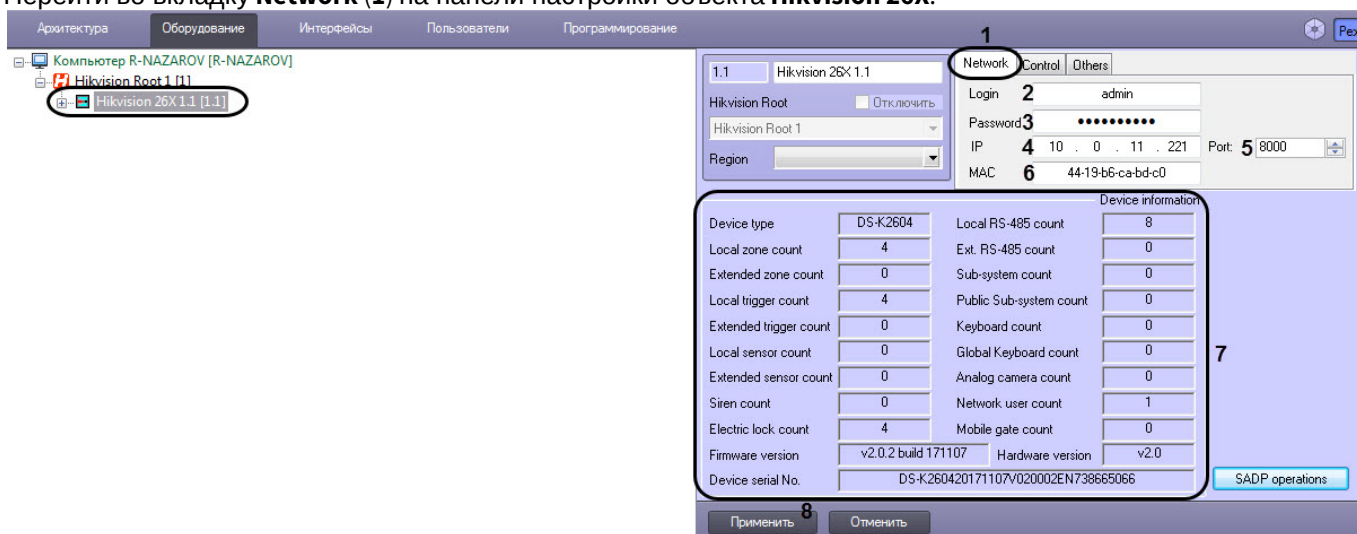 Перейти во вкладку Network (1) на панели настройки объекта Hikvision 26X.
Архитектура Оборудование Интерфейсы Пользователи Программирование
Компьютер R-NAZAROV [R-NAZAROV]
Hikvision Root 1 [1]
Hikvision 26X 1.1 [1.1]
1.1 Hikvision 26X 1.1
Hikvision Root Отключить
Hikvision Root 1
Region
1
Network Control Others
Login 2 admin
Password 3 ••••••••••
IP 4 10 . 0 . 11 . 221 Port: 5 8000
MAC 6 44-19-b6-ca-bd-c0
Device information
Device type DS-K2604 Local RS-485 count 8
Local zone count 4 Ext. RS-485 count 0
Extended zone count 0 Sub-system count 0
Local trigger count 4 Public Sub-system count 0
Extended trigger count 0 Keyboard count 0
Local sensor count 0 Global Keyboard count 0 7
Extended sensor count 0 Analog camera count 0
Siren count 0 Network user count 1
Electric lock count 4 Mobile gate count 0
Firmware version v2.0.2 build 171107 Hardware version v2.0
Device serial No. DS-K260420171107V020002EN738665066 SADP operations
Применить 8 Отменить